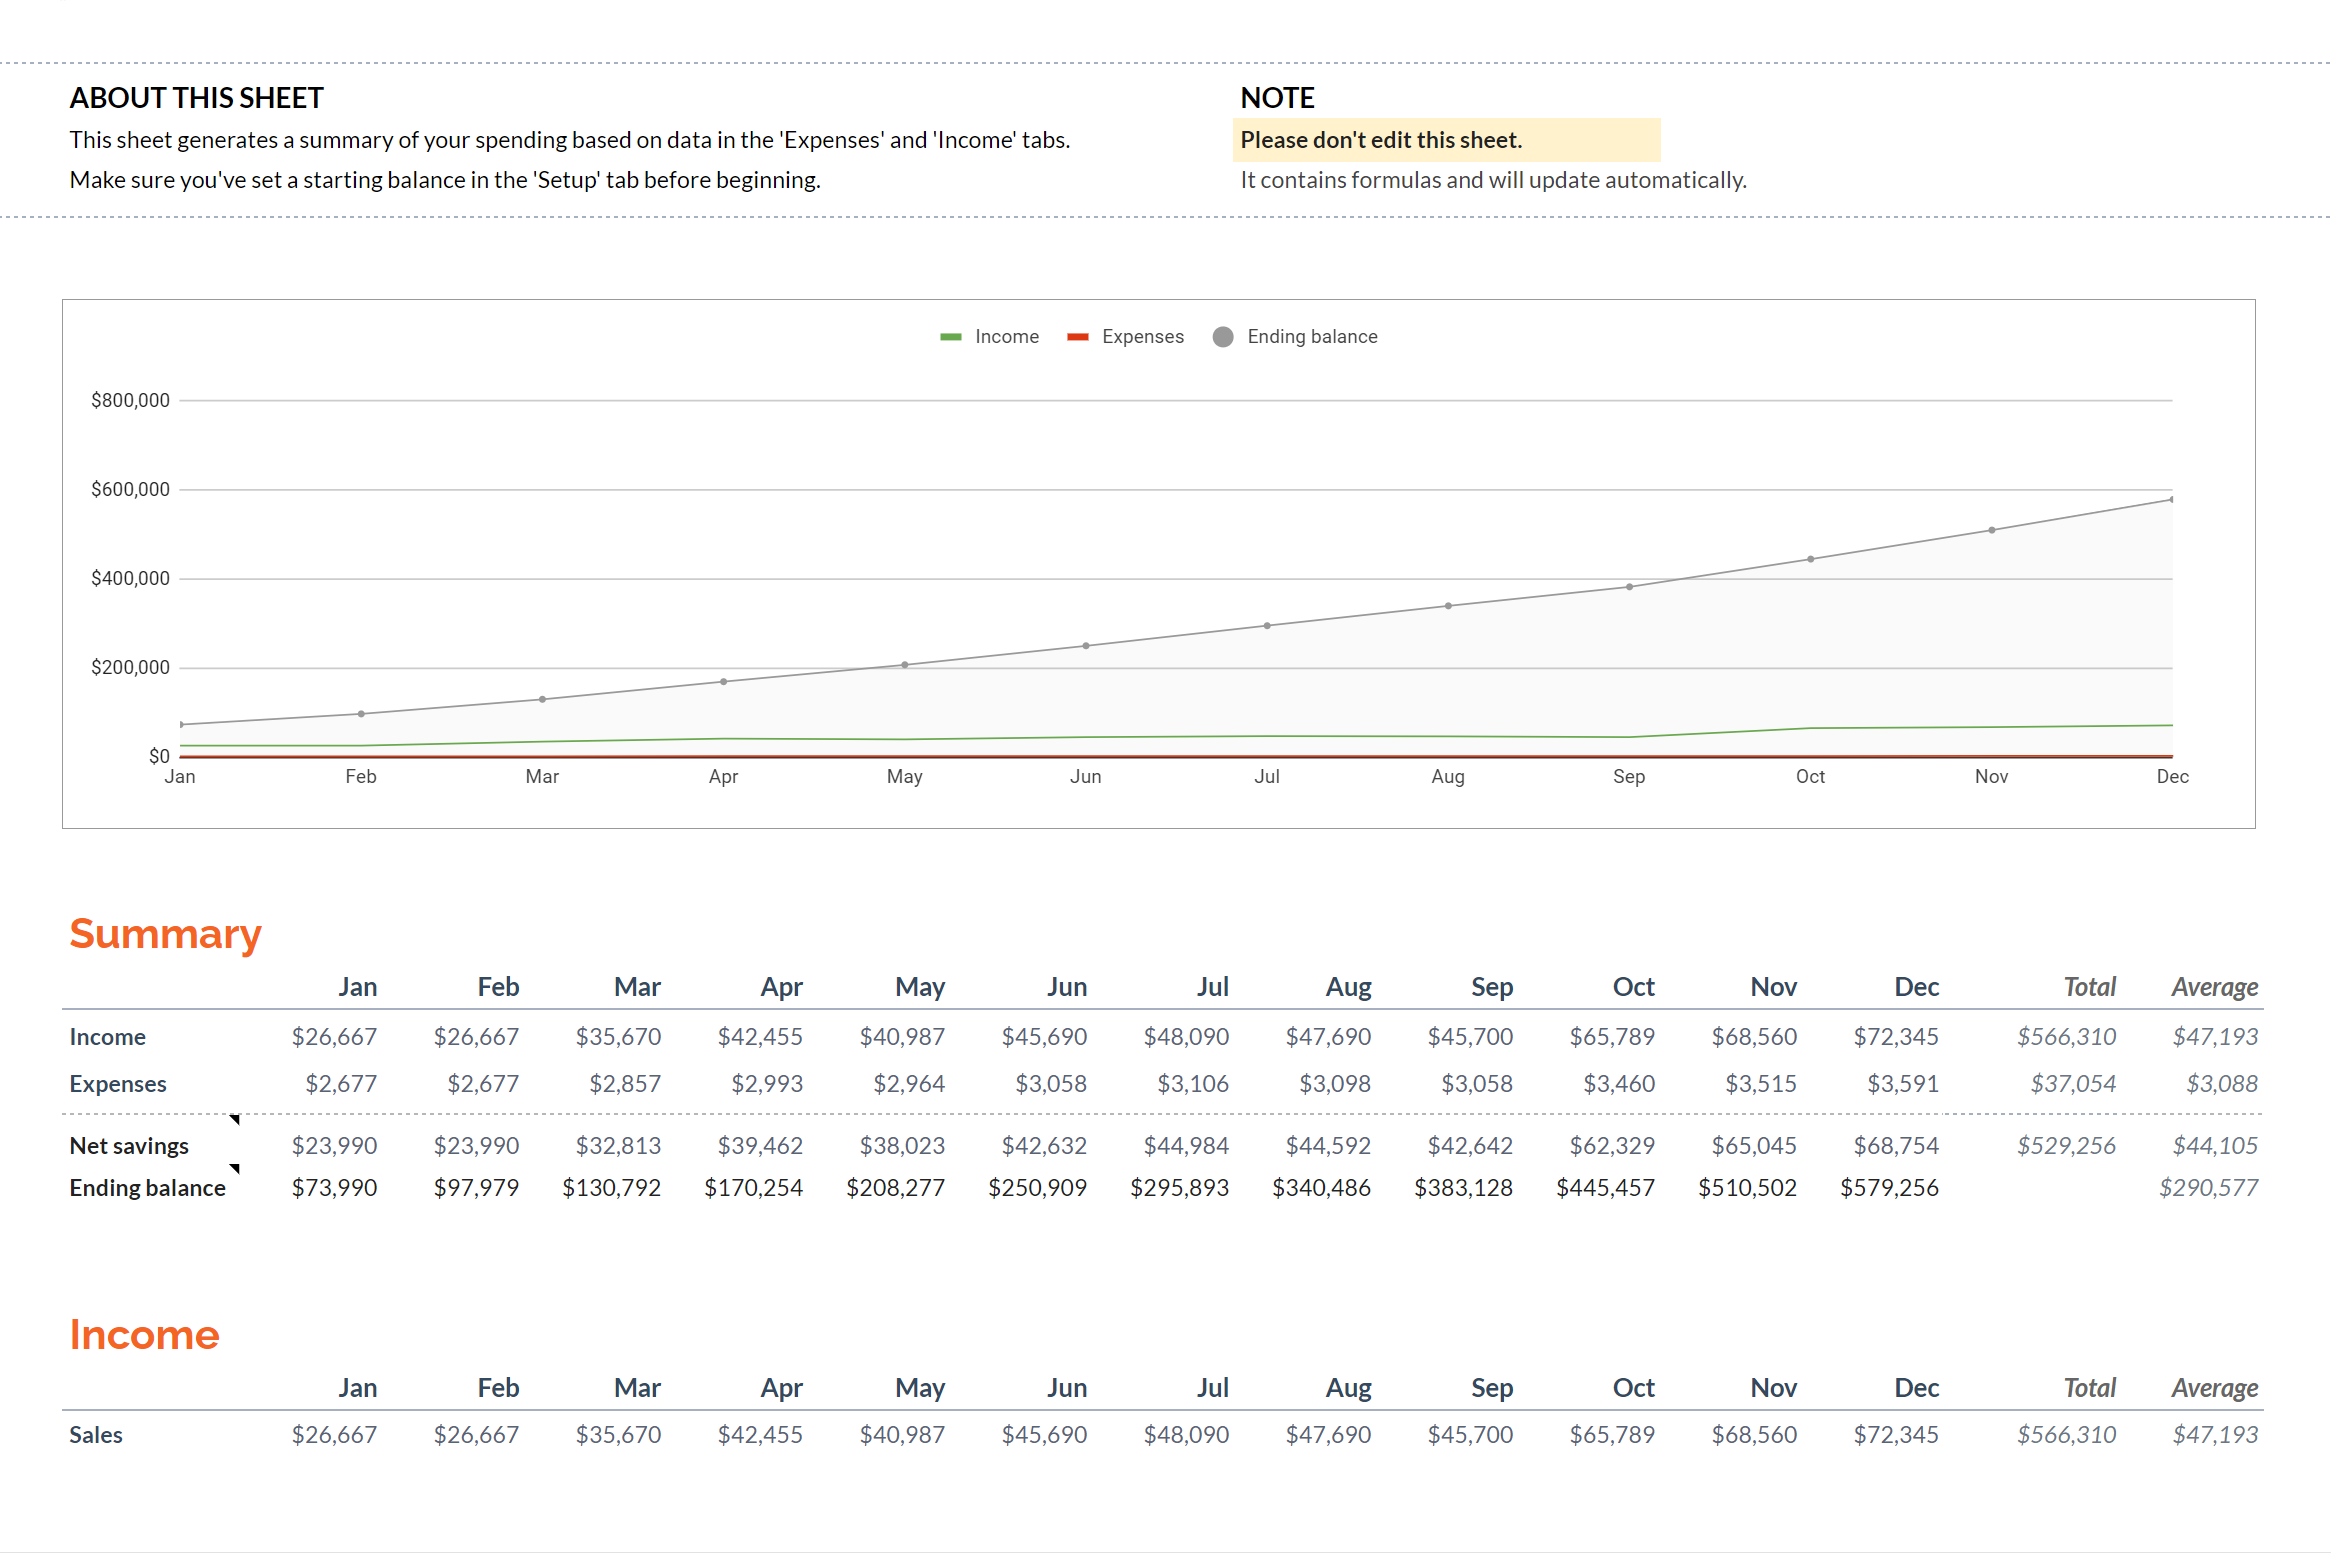 ABOUT THIS SHEET
This sheet generates a summary of your spending based on data in the 'Expenses' and 'Income' tabs.
Make sure you've set a starting balance in the 'Setup' tab before beginning.
NOTE
Please don't edit this sheet.
It contains formulas and will update automatically.
Income Expenses Ending balance
$800,000
$600,000
$400,000
$200,000
$0
Jan Feb Mar Apr May Jun Jul Aug Sep Oct Nov Dec
Summary
Jan Feb Mar Apr May Jun Jul Aug Sep Oct Nov Dec Total Average
Income $26,667 $26,667 $35,670 $42,455 $40,987 $45,690 $48,090 $47,690 $45,700 $65,789 $68,560 $72,345 $566,310 $47,193
Expenses $2,677 $2,677 $2,857 $2,993 $2,964 $3,058 $3,106 $3,098 $3,058 $3,460 $3,515 $3,591 $37,054 $3,088
Net savings $23,990 $23,990 $32,813 $39,462 $38,023 $42,632 $44,984 $44,592 $42,642 $62,329 $65,045 $68,754 $529,256 $44,105
Ending balance $73,990 $97,979 $130,792 $170,254 $208,277 $250,909 $295,893 $340,486 $383,128 $445,457 $510,502 $579,256 $290,577
Income
Jan Feb Mar Apr May Jun Jul Aug Sep Oct Nov Dec Total Average
Sales $26,667 $26,667 $35,670 $42,455 $40,987 $45,690 $48,090 $47,690 $45,700 $65,789 $68,560 $72,345 $566,310 $47,193